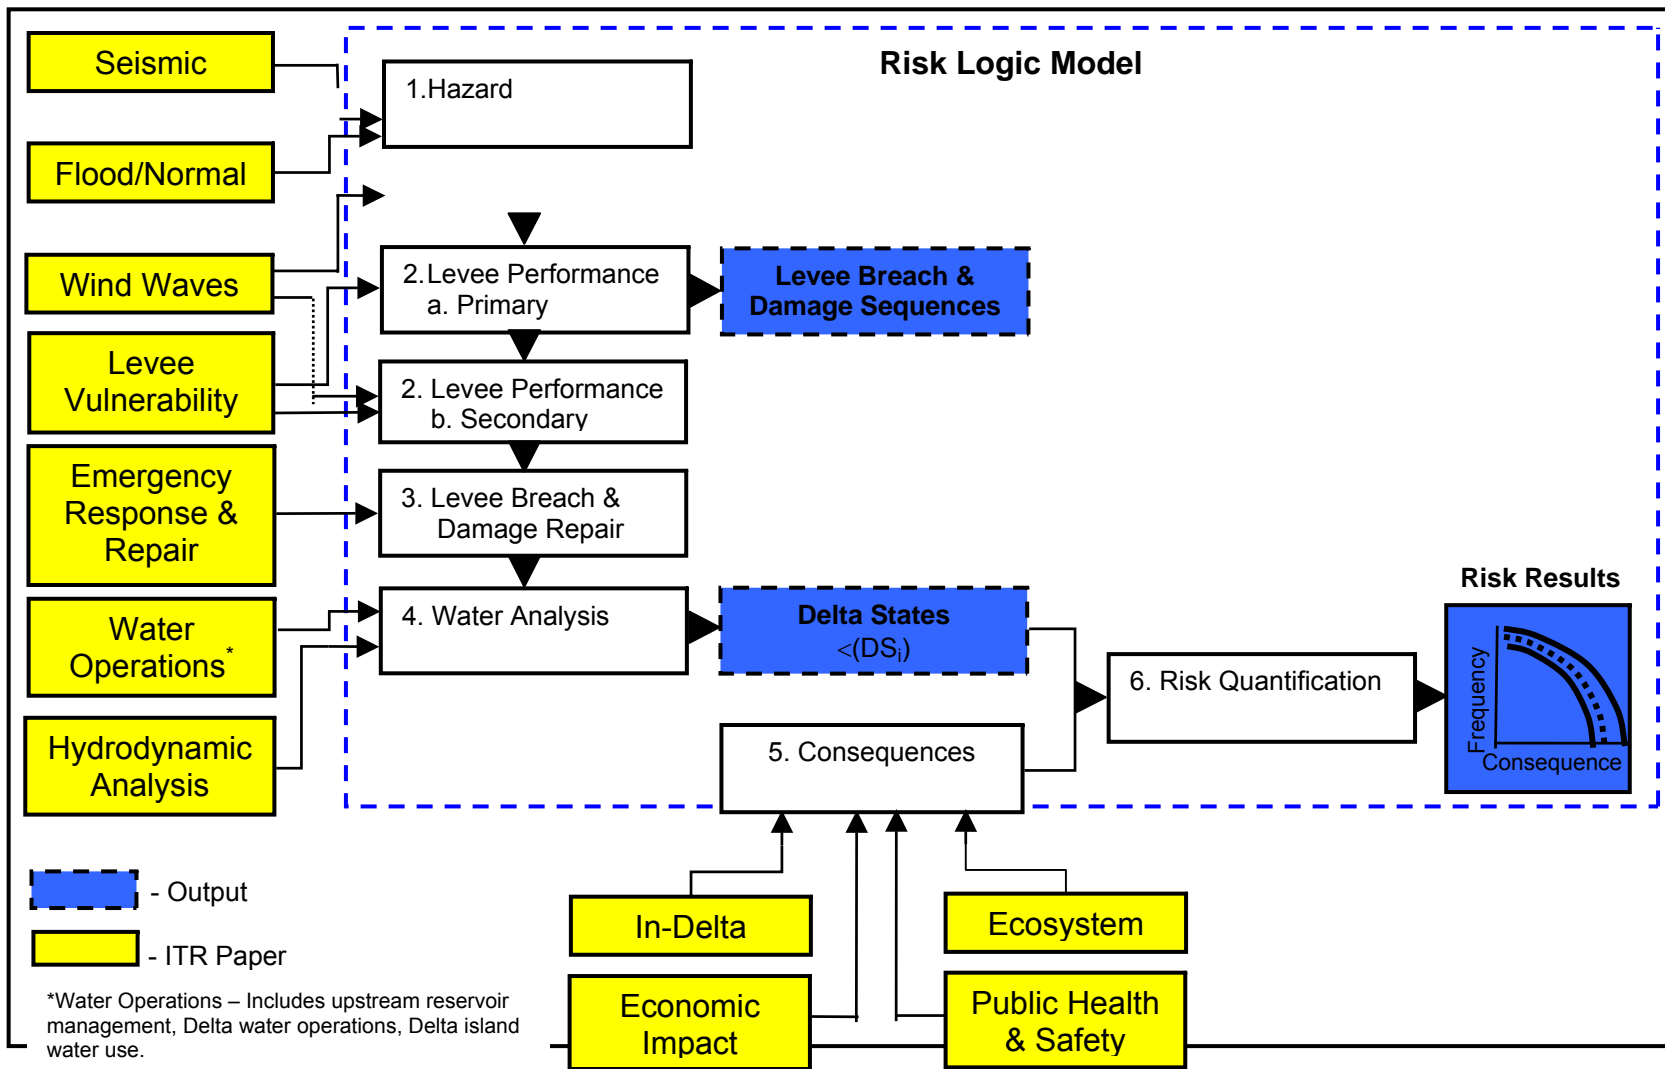 Risk Logic Model
Seismic
Flood/Normal
Wind Waves
Levee
Vulnerability
Emergency
Response &
Repair
Water
Operations*
Hydrodynamic
Analysis
1.Hazard
2.Levee Performance
a. Primary
Levee Breach &
Damage Sequences
2. Levee Performance
b. Secondary
3. Levee Breach &
Damage Repair
4. Water Analysis
Delta States
<(DSi)
5. Consequences
6. Risk Quantification
Risk Results
Frequency
Consequence
In-Delta
Ecosystem
Economic
Impact
Public Health
& Safety
- Output
- ITR Paper
*Water Operations – Includes upstream reservoir
management, Delta water operations, Delta island
water use.